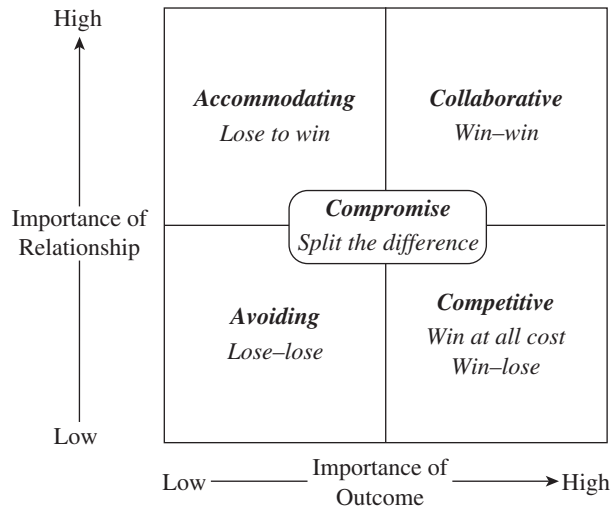 High
Accommodating
Lose to win
Collaborative
Win–win
Importance of
Relationship
Compromise
Split the difference
Avoiding
Lose–lose
Competitive
Win at all cost
Win–lose
Low
Low
Importance of
Outcome
High